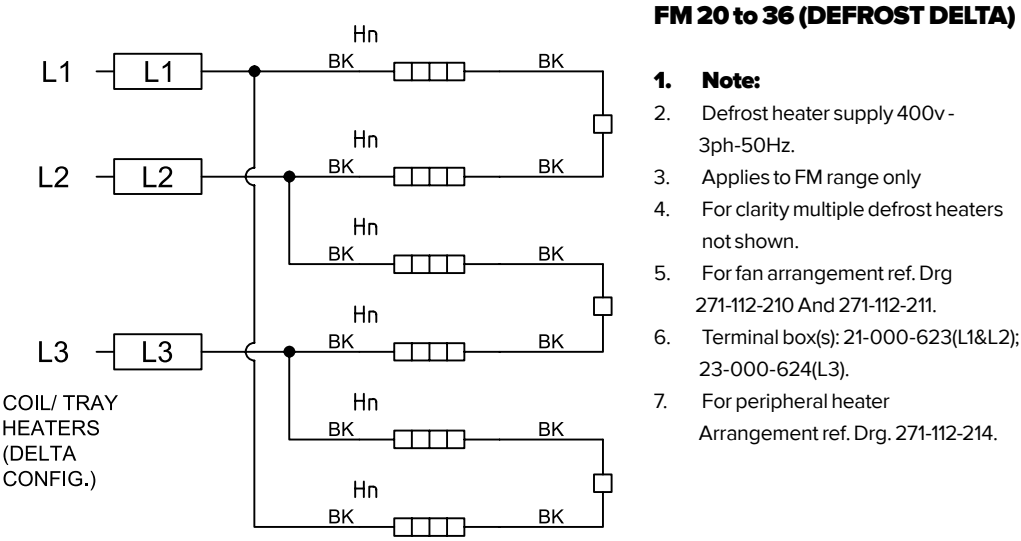 FM 20 to 36 (DEFROST DELTA)
Hn
L1 L1 BK BK
Hn
L2 L2 BK BK
Hn
BK BK
Hn
L3 L3 BK BK
COIL/ TRAY
HEATERS
(DELTA
CONFIG.)
Hn
BK BK
Hn
BK BK
1. Note:
2. Defrost heater supply 400v -
3ph-50Hz.
3. Applies to FM range only
4. For clarity multiple defrost heaters
not shown.
5. For fan arrangement ref. Drg
271-112-210 And 271-112-211.
6. Terminal box(s): 21-000-623(L1&L2);
23-000-624(L3).
7. For peripheral heater
Arrangement ref. Drg. 271-112-214.